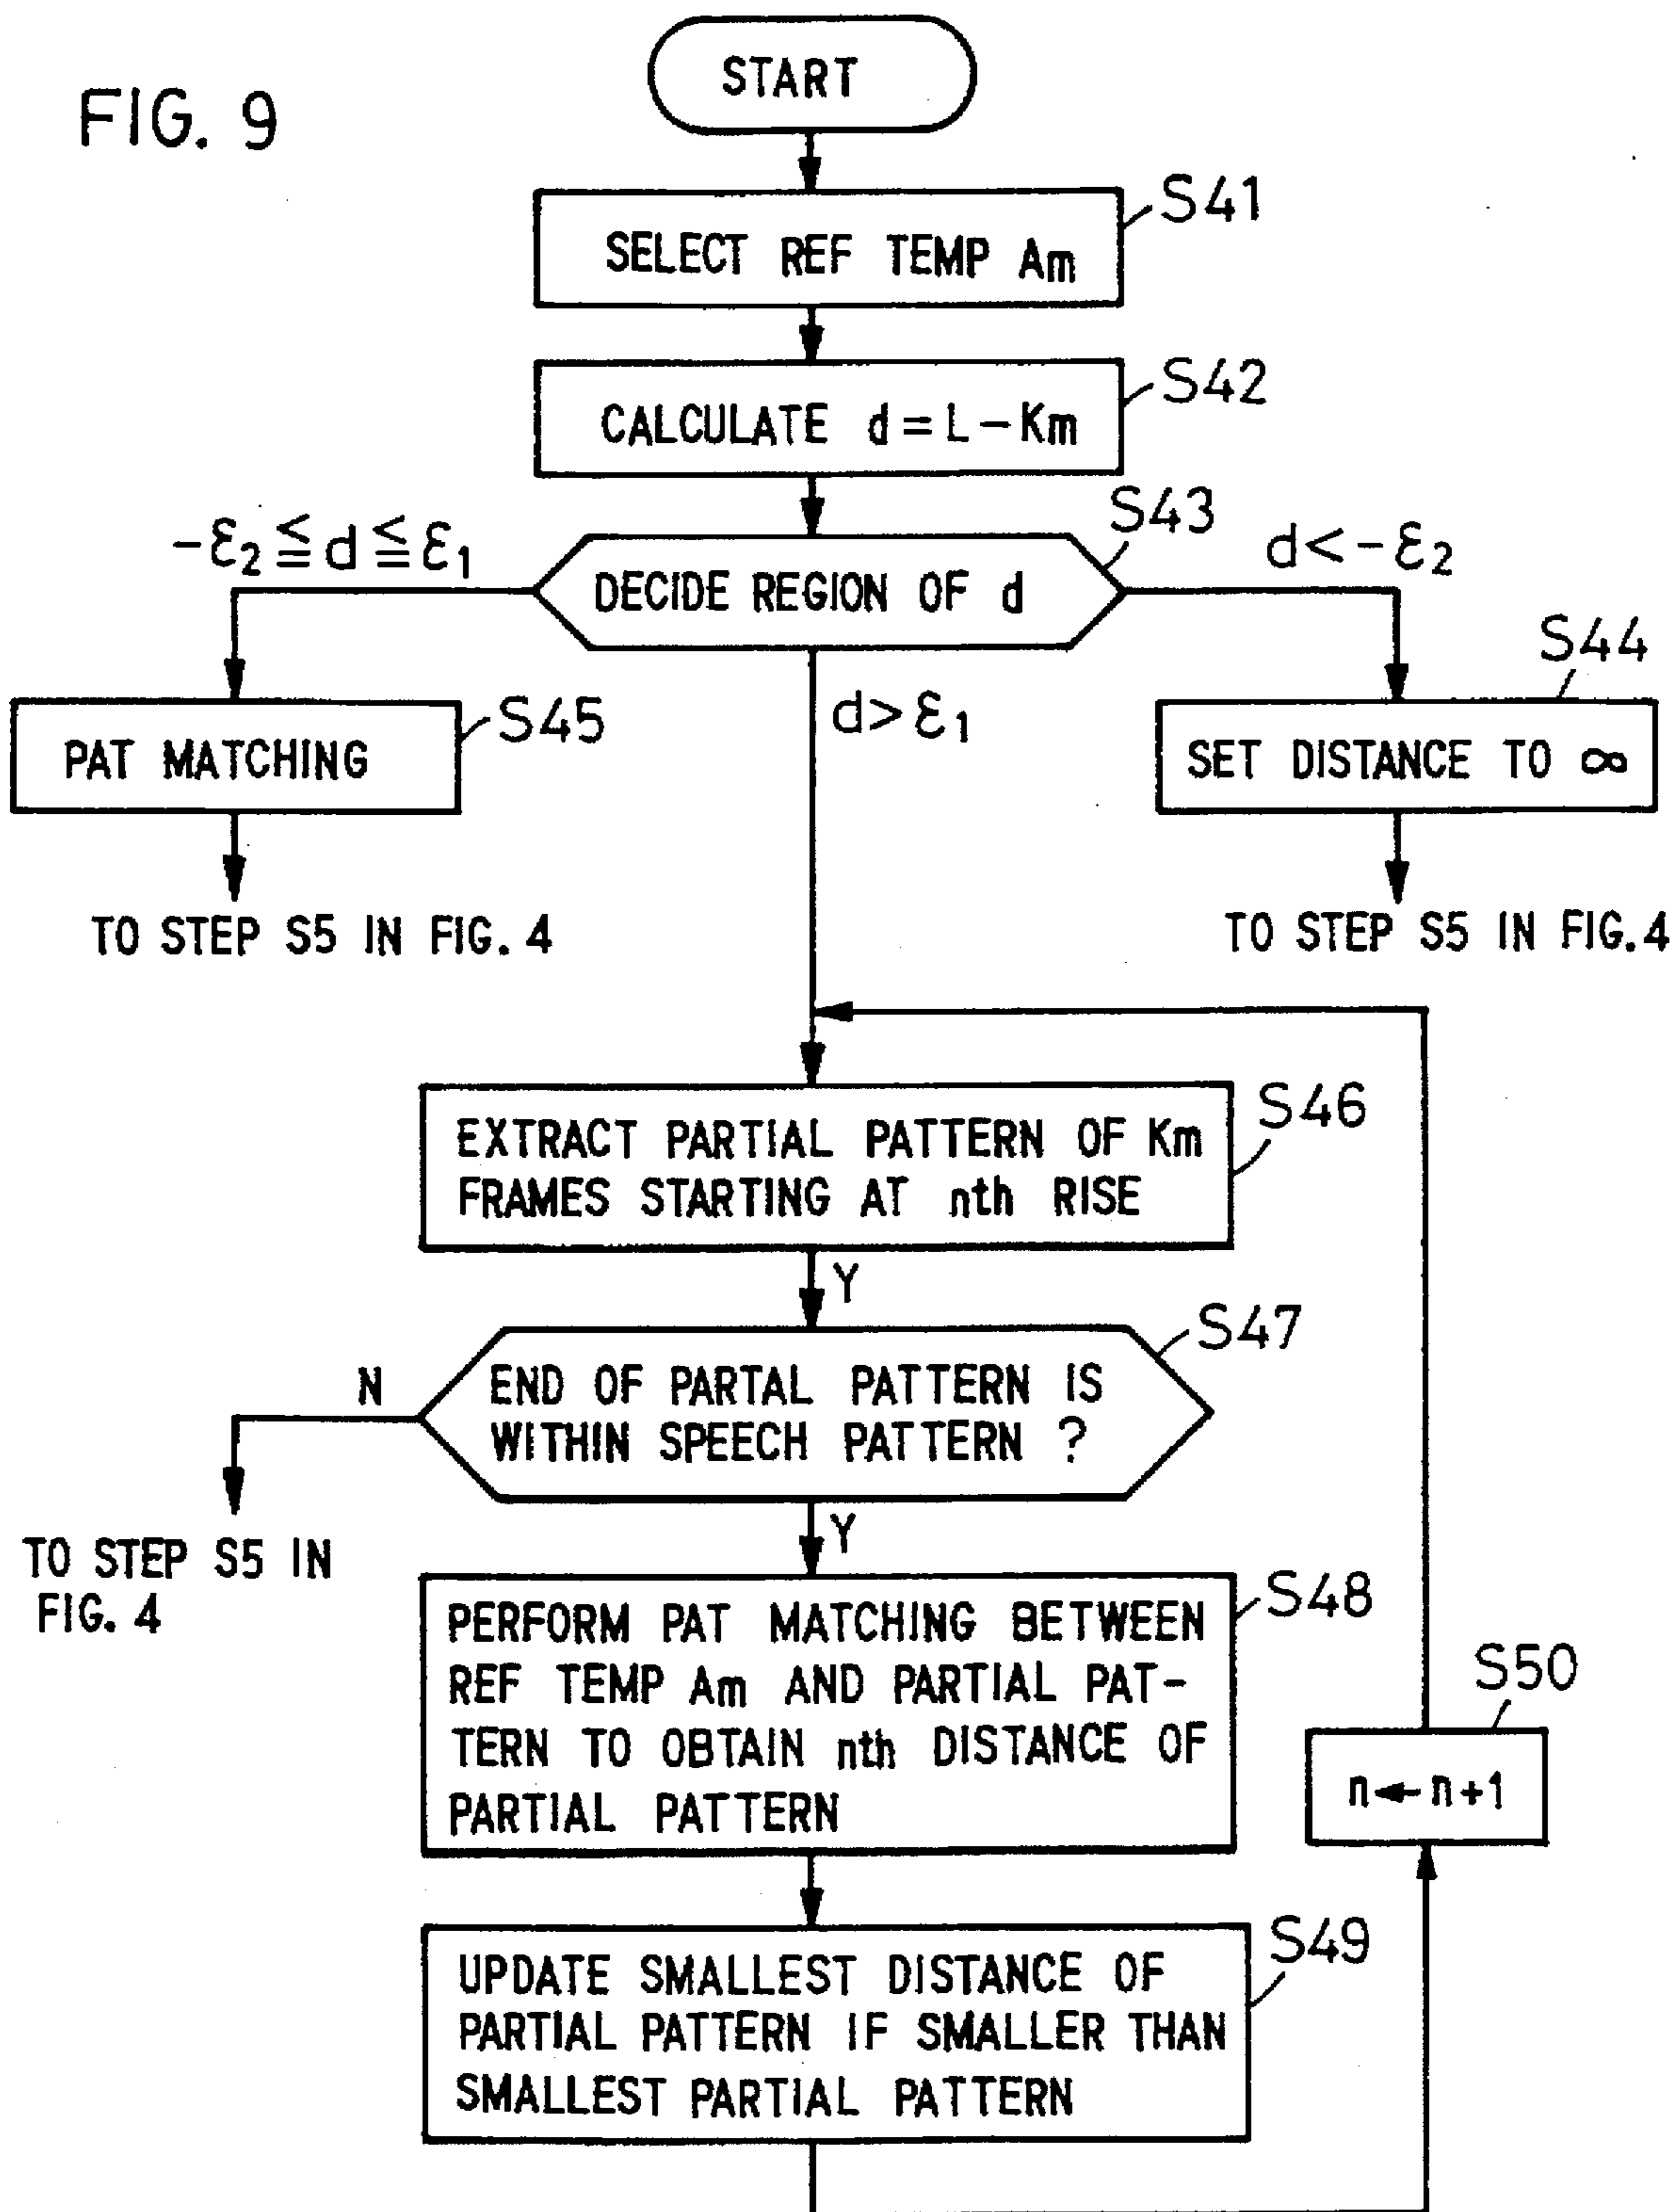 FIG. 9
START
S41
SELECT REF TEMP Am
S42
CALCULATE d = L - Km
S43
-ε2 ≦ d ≦ ε1
d < -ε2
DECIDE REGION OF d
S44
S45
d > ε1
PAT MATCHING
SET DISTANCE TO ∞
TO STEP S5 IN FIG. 4
TO STEP S5 IN FIG. 4
S46
EXTRACT PARTIAL PATTERN OF Km
FRAMES STARTING AT nth RISE
Y
S47
N
END OF PARTAL PATTERN IS
WITHIN SPEECH PATTERN ?
Y
TO STEP S5 IN
FIG. 4
S48
PERFORM PAT MATCHING BETWEEN
REF TEMP Am AND PARTIAL PAT-
TERN TO OBTAIN nth DISTANCE OF
PARTIAL PATTERN
S50
n ← n+1
S49
UPDATE SMALLEST DISTANCE OF
PARTIAL PATTERN IF SMALLER THAN
SMALLEST PARTIAL PATTERN